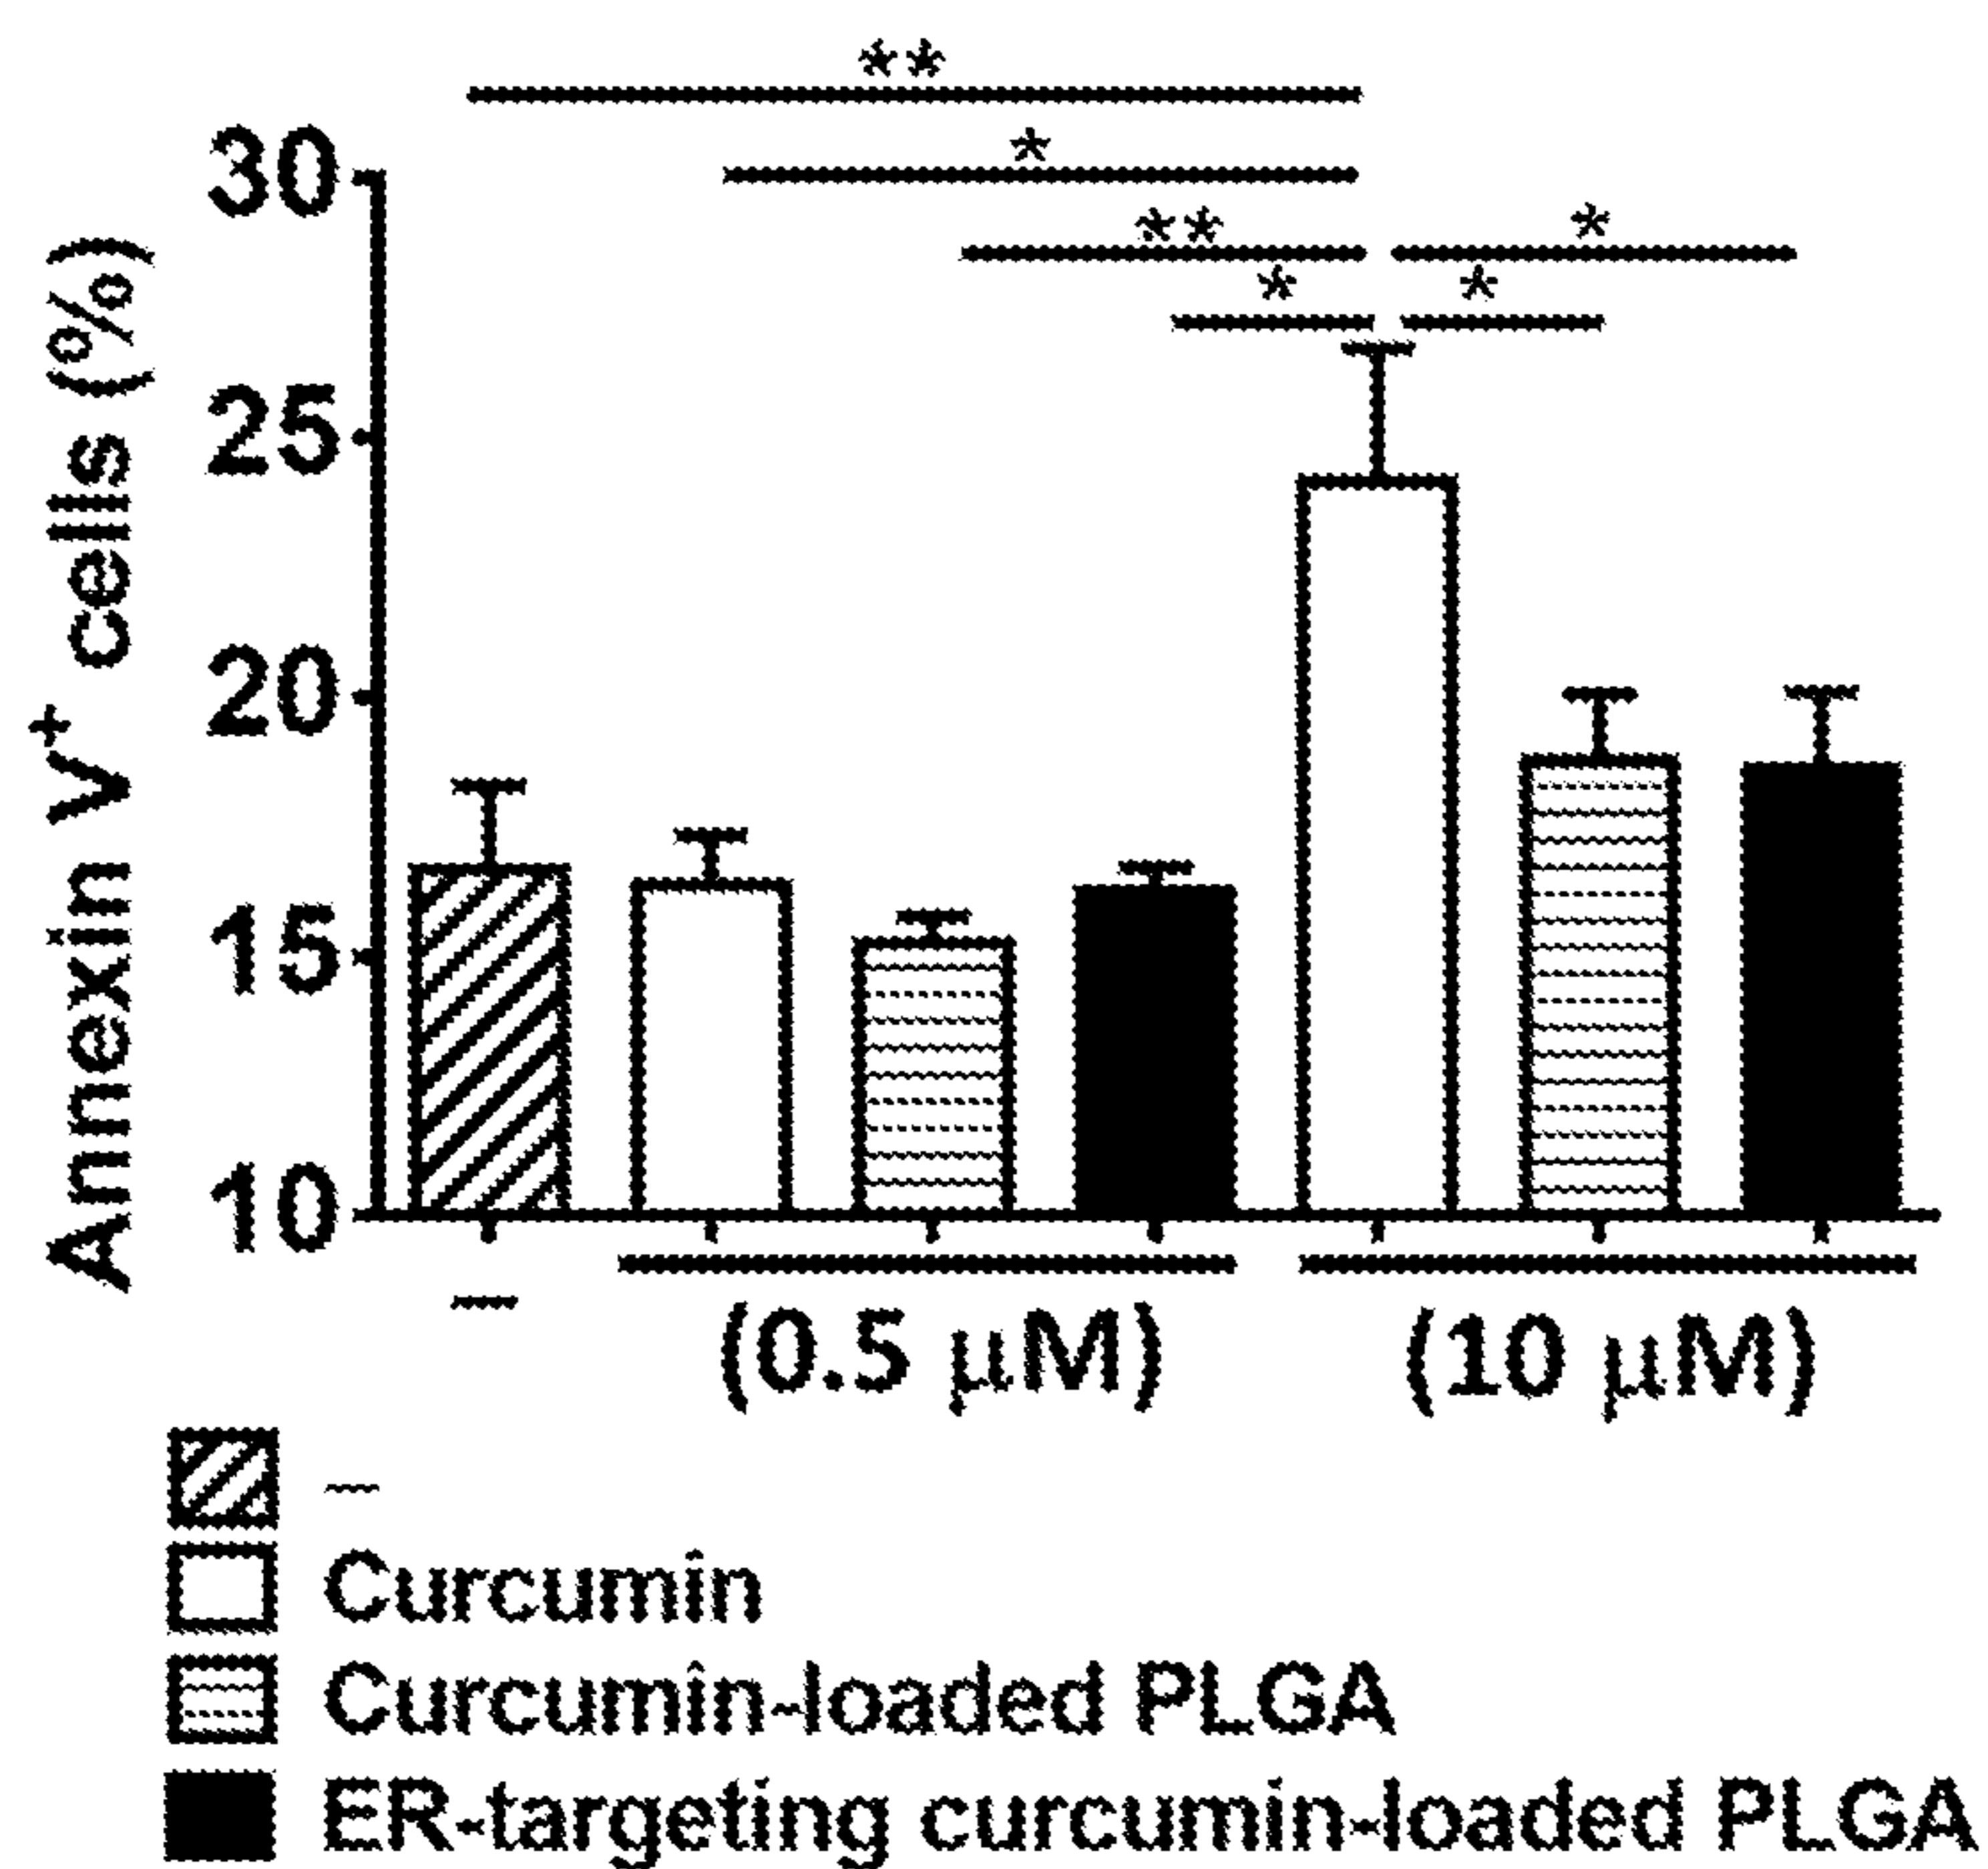 **
*
** *
* *
30
25
20
15
10
Annexin V⁺ cells (%)
– (0.5 µM) (10 µM)
–
Curcumin
Curcumin-loaded PLGA
ER-targeting curcumin-loaded PLGA